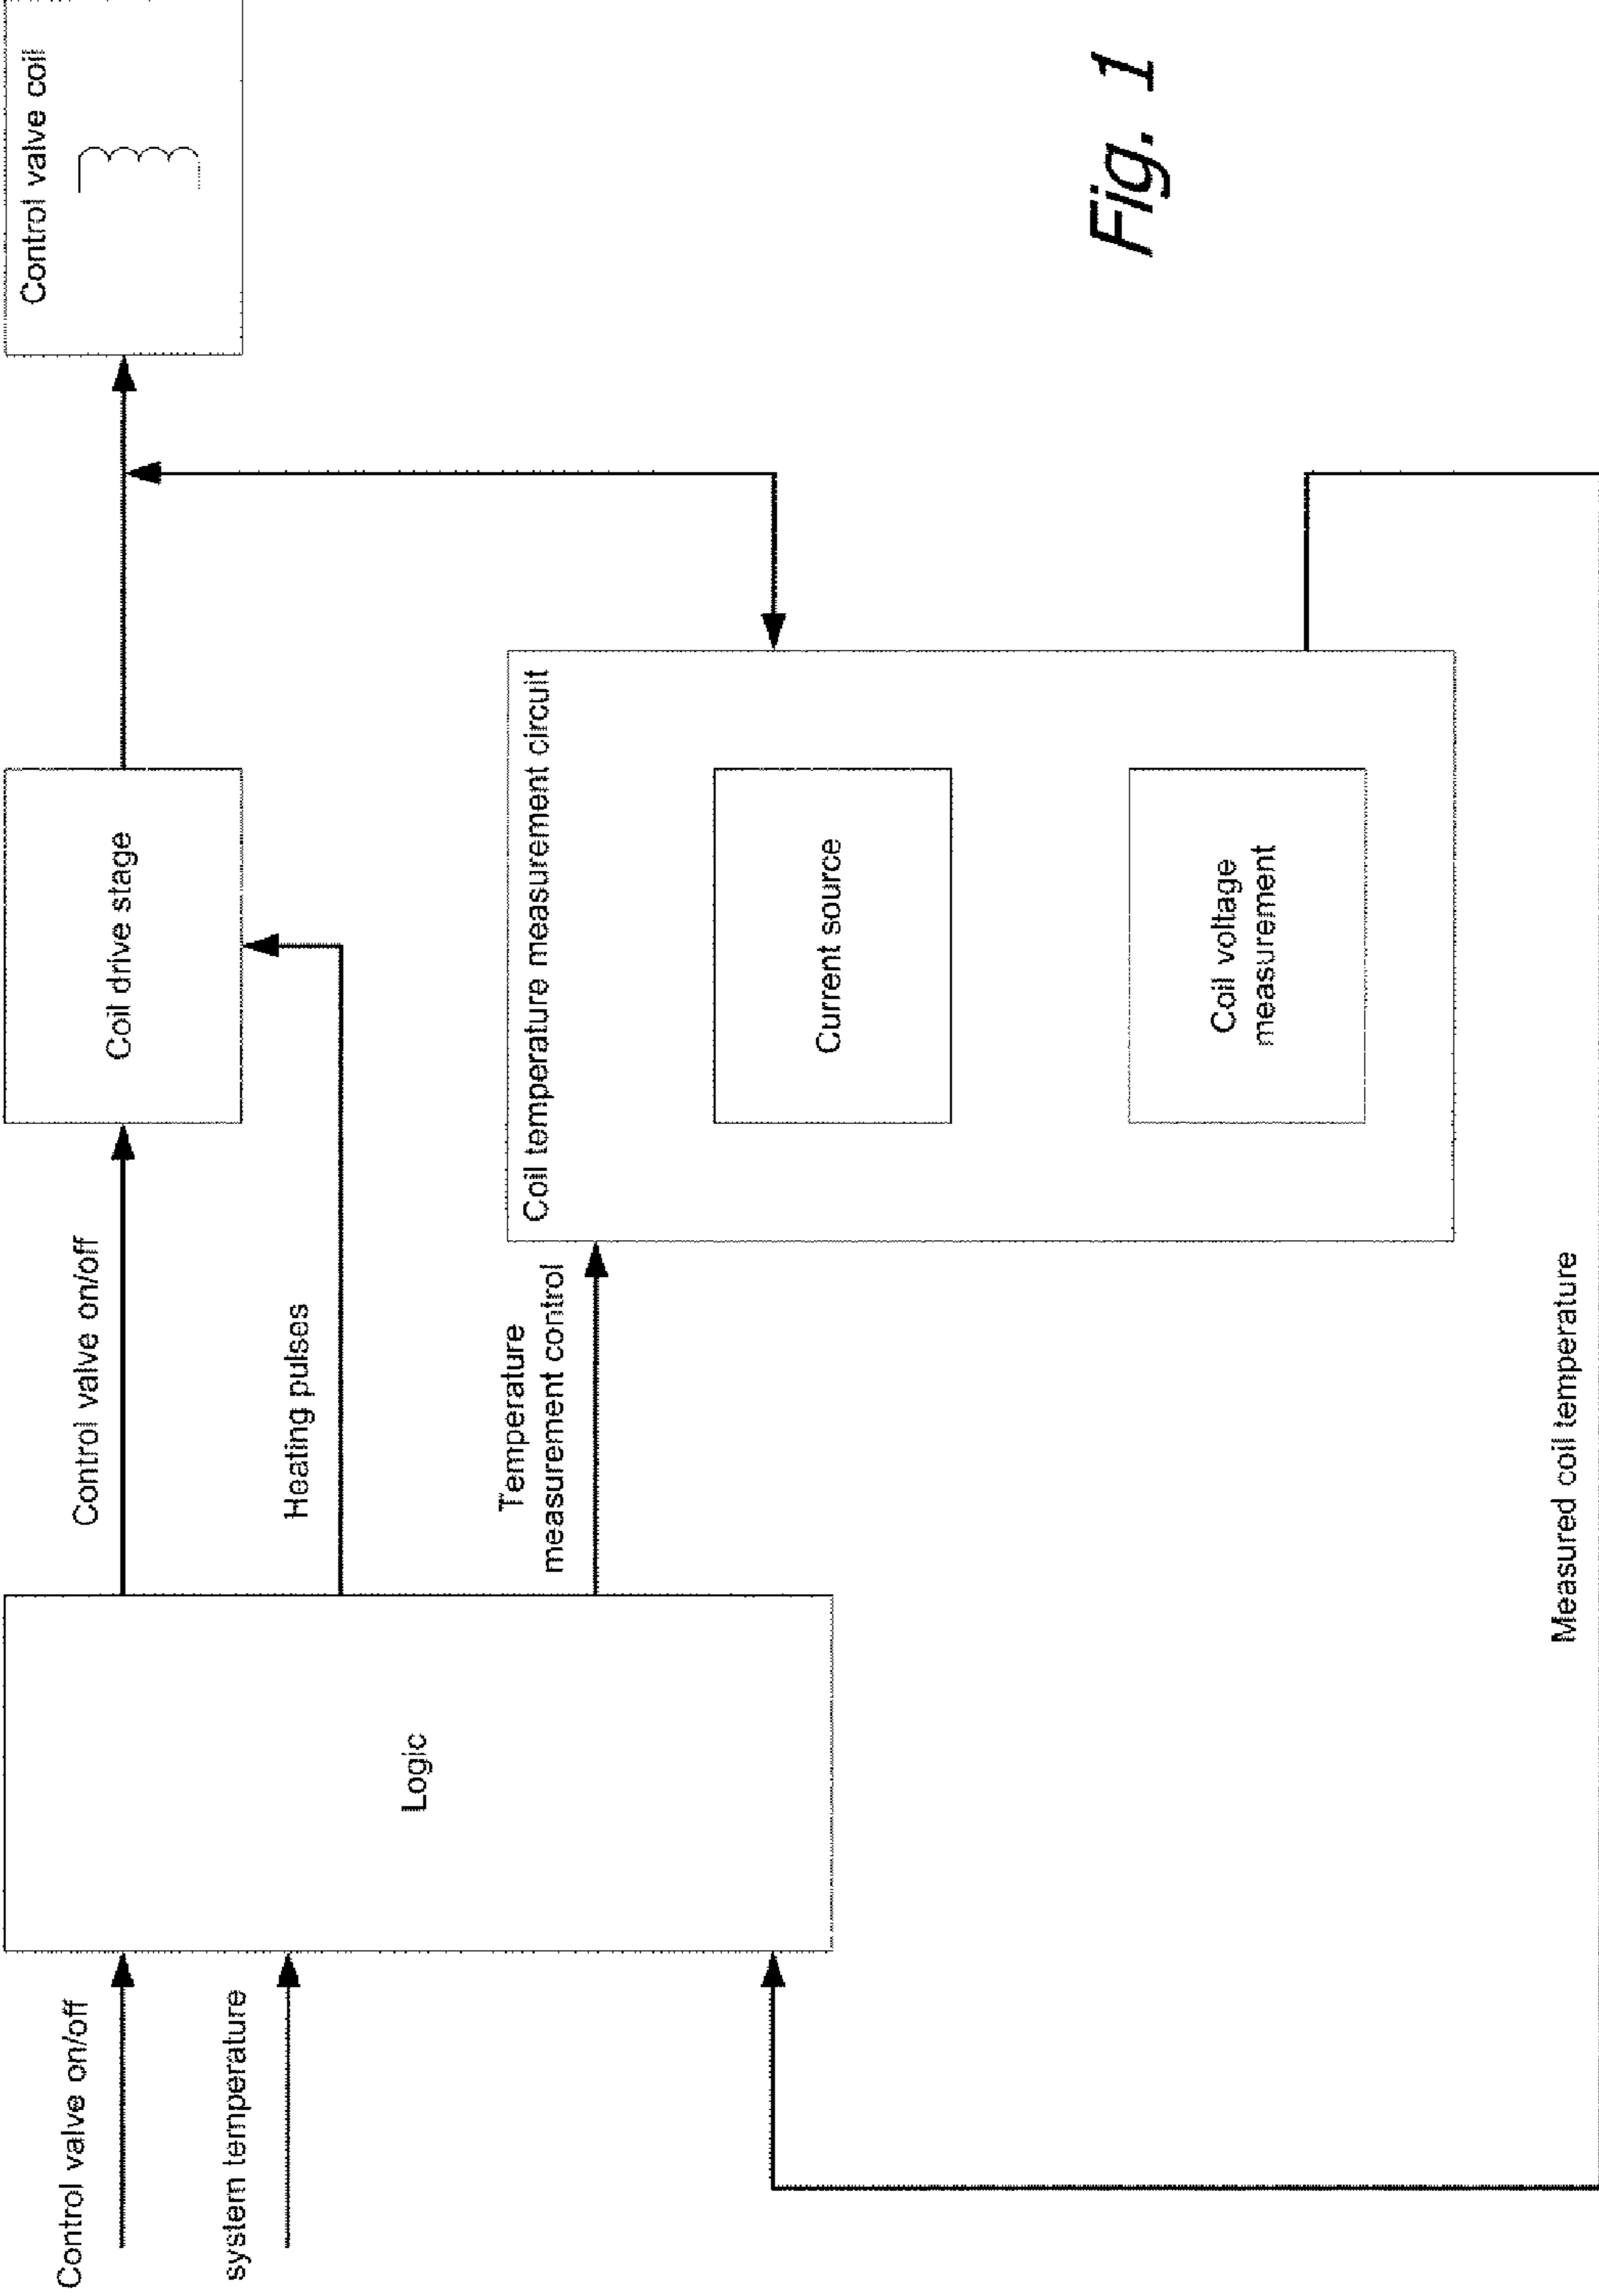 Control valve on/off
system temperature
Logic
Control valve on/off
Heating pulses
Temperature
measurement control
Coil drive stage
Control valve coil
Coil temperature measurement circuit
Current source
Coil voltage
measurement
Measured coil temperature
Fig. 1